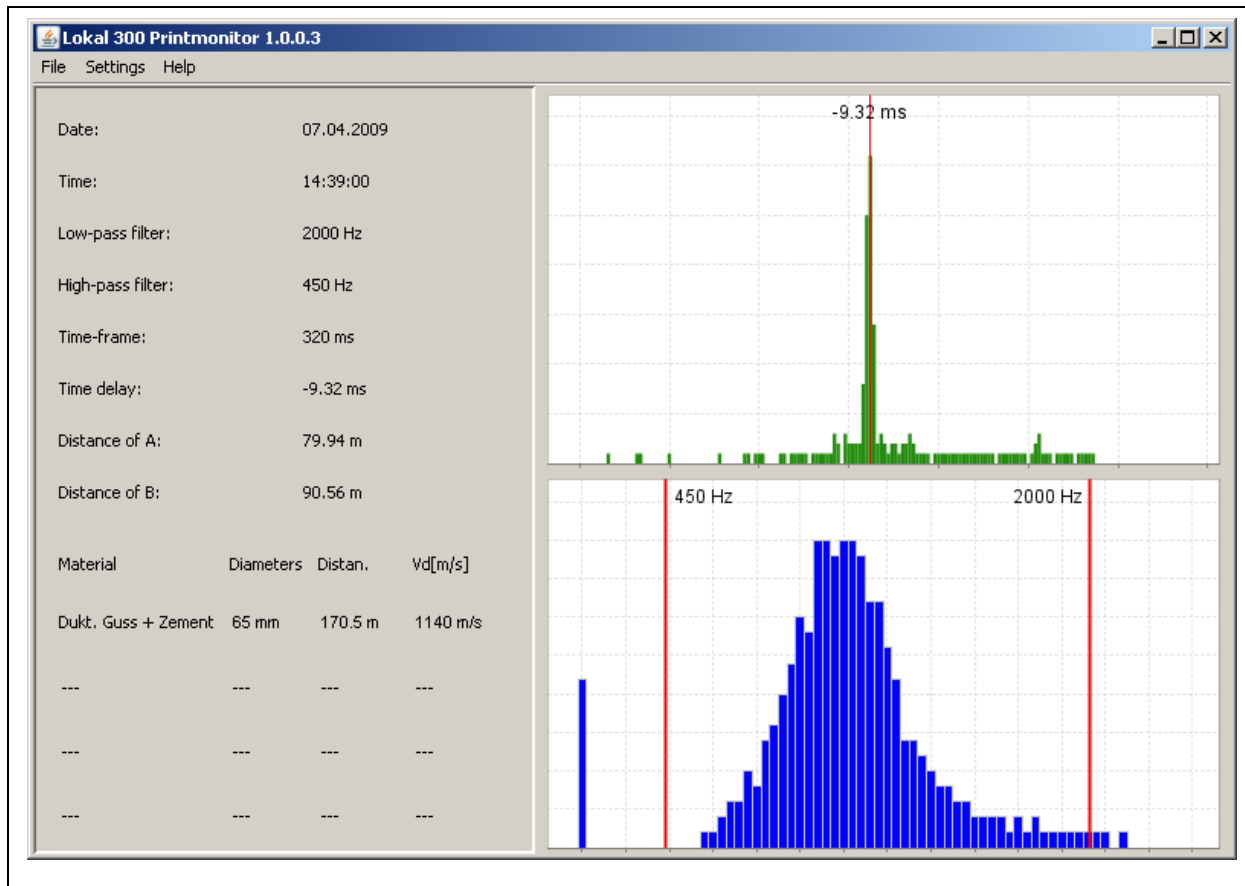 Lokal 300 Printmonitor 1.0.0.3
File Settings Help
Date: 07.04.2009
Time: 14:39:00
Low-pass filter: 2000 Hz
High-pass filter: 450 Hz
Time-frame: 320 ms
Time delay: -9.32 ms
Distance of A: 79.94 m
Distance of B: 90.56 m
Material Diameters Distan. Vd[m/s]
Dukt. Guss + Zement 65 mm 170.5 m 1140 m/s
--- --- --- ---
--- --- --- ---
--- --- --- ---
-9.32 ms
450 Hz 2000 Hz